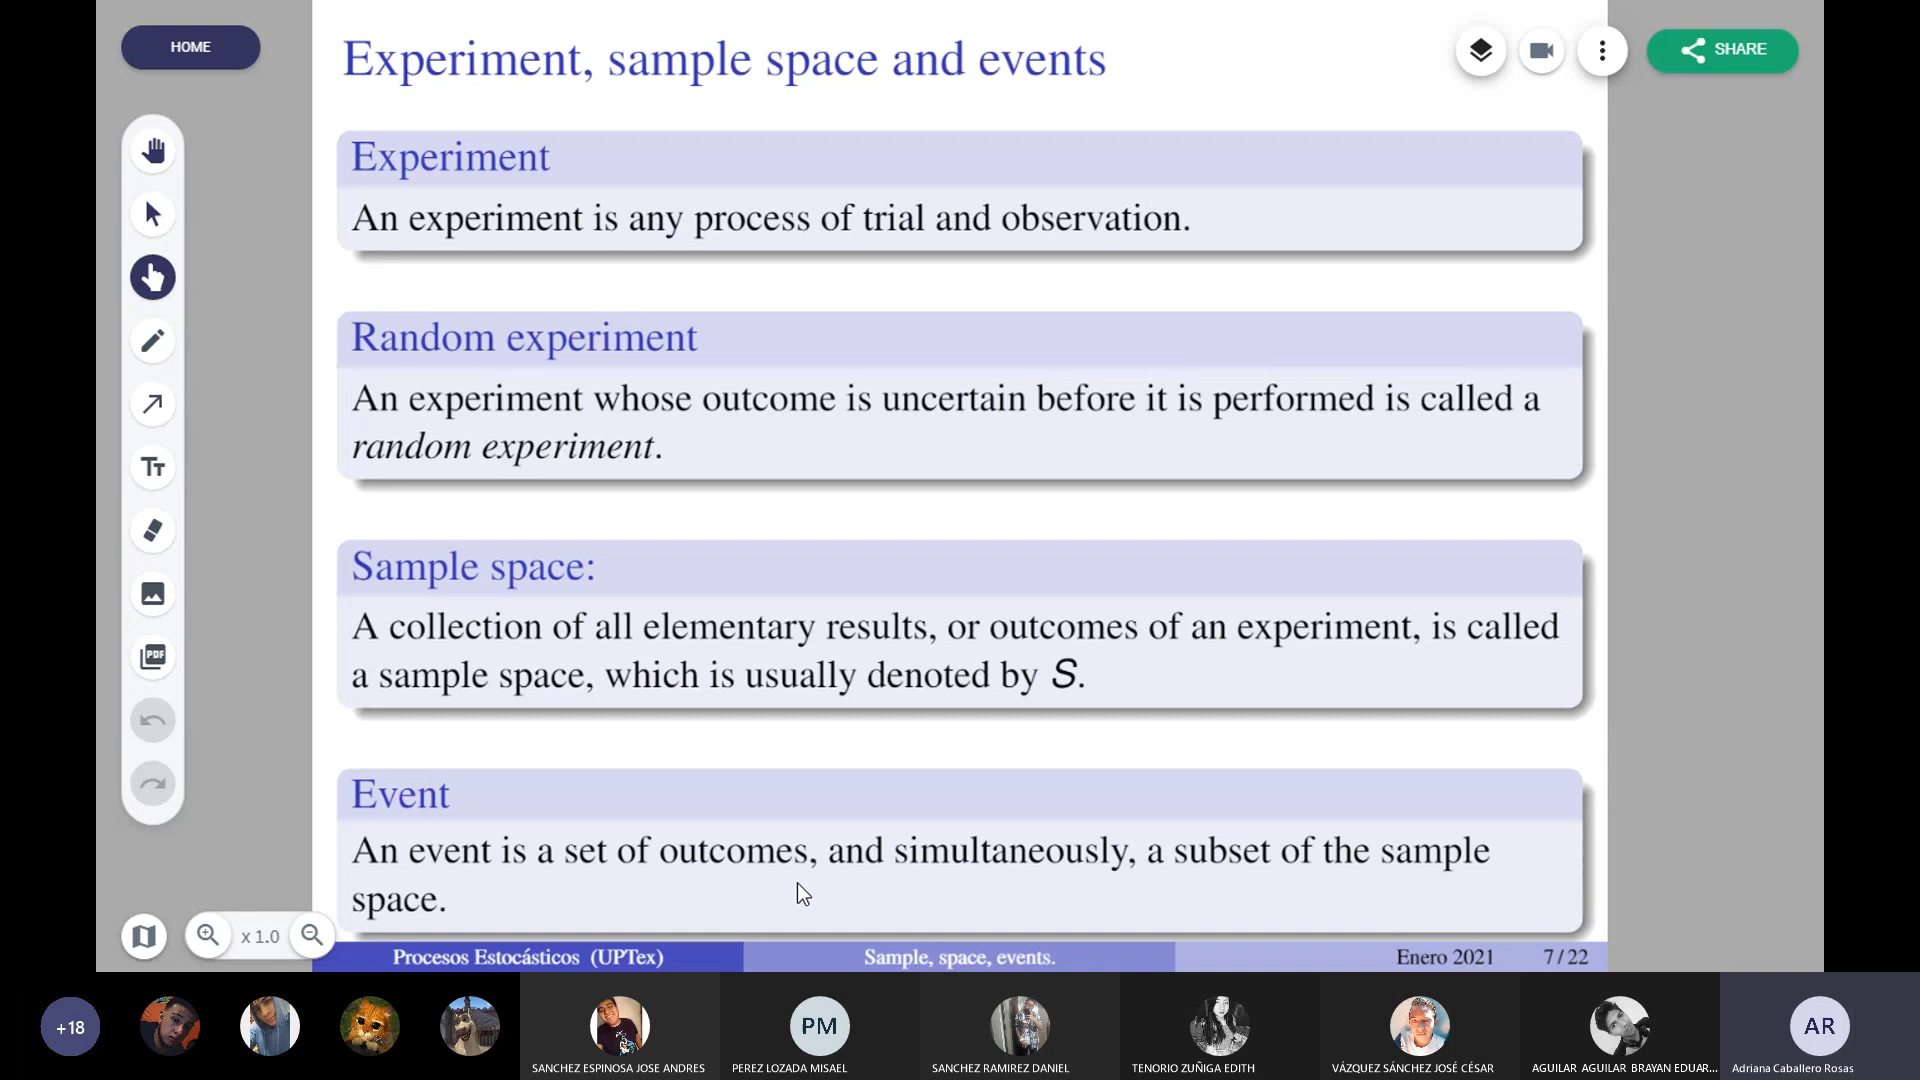 HOME
Experiment, sample space and events
SHARE
Experiment
An experiment is any process of trial and observation.
Random experiment
An experiment whose outcome is uncertain before it is performed is called a
random experiment.
Tт
Sample space:
A collection of all elementary results, or outcomes of an experiment, is called
a sample space, which is usually denoted by S.
PDF
Event
An event is a set of outcomes, and simultaneously, a subset of the sample
space.
x 1.0
Procesos Estocásticos (UPTex)
Sample, space, events.
Enero 2021
7 / 22
+18
PM
AR
SANCHEZ ESPINOSA JOSE ANDRES
PEREZ LOZADA MISAEL
SANCHEZ RAMIREZ DANIEL
TENORIO ZUÑIGA EDITH
VÁZQUEZ SÁNCHEZ JOSÉ CÉSAR
AGUILAR AGUILAR BRAYAN EDUAR...
Adriana Caballero Rosas